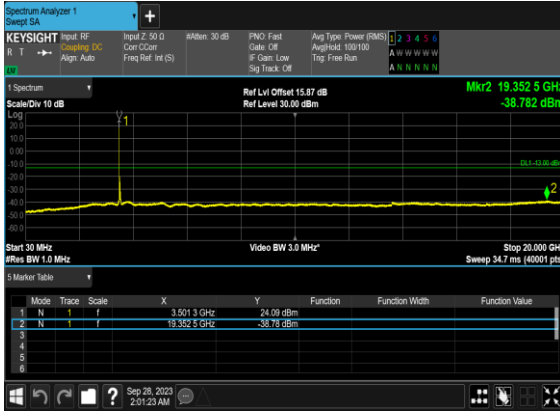 Spectrum Analyzer 1
Swept SA
+
KEYSIGHT
R T
Input: RF
Coupling: DC
Align: Auto
Input Z: 50 Ω
Corr CCorr
Freq Ref: Int (S)
#Atten: 30 dB
PNO: Fast
Gate: Off
IF Gain: Low
Sig Track: Off
Avg Type: Power (RMS)
Avg|Hold: 100/100
Trig: Free Run
1 2 3 4 5 6
A W W W W W
A N N N N N
1 Spectrum
Scale/Div 10 dB
Ref Lvl Offset 15.87 dB
Ref Level 30.00 dBm
Mkr2 19.352 5 GHz
-38.782 dBm
Log
20.0
10.0
0.00
-10.0
-20.0
-30.0
-40.0
-50.0
-60.0
1
DL1 -13.00 dBm
2
Start 30 MHz
#Res BW 1.0 MHz
Video BW 3.0 MHz*
Stop 20.000 GH
Sweep 34.7 ms (40001 pts
5 Marker Table
Mode Trace Scale X Y Function Function Width Function Value
1 N 1 f 3.501 3 GHz 24.09 dBm
2 N 1 f 19.352 5 GHz -38.78 dBm
3
4
5
6
?
Sep 28, 2023
2:01:23 AM